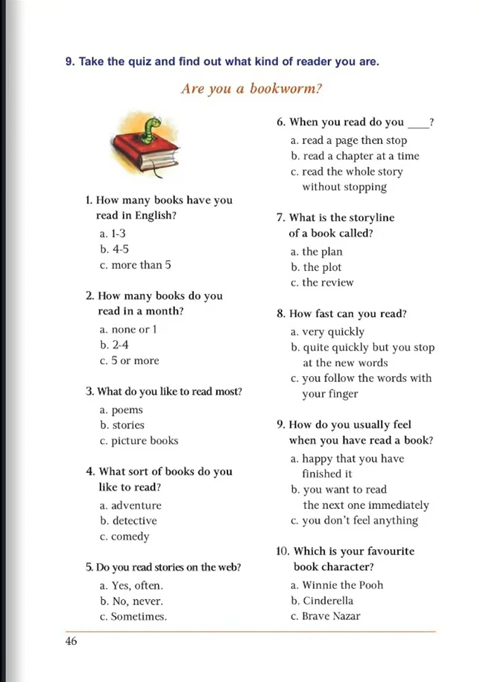 9. Take the quiz and find out what kind of reader you are.
Are you a bookworm?
1. How many books have you
read in English?
a. 1-3
b. 4-5
c. more than 5
2. How many books do you
read in a month?
a. none or 1
b. 2-4
c. 5 or more
3. What do you like to read most?
a. poems
b. stories
c. picture books
4. What sort of books do you
like to read?
a. adventure
b. detective
c. comedy
5. Do you read stories on the web?
a. Yes, often.
b. No, never.
c. Sometimes.
6. When you read do you ____?
a. read a page then stop
b. read a chapter at a time
c. read the whole story
without stopping
7. What is the storyline
of a book called?
a. the plan
b. the plot
c. the review
8. How fast can you read?
a. very quickly
b. quite quickly but you stop
at the new words
c. you follow the words with
your finger
9. How do you usually feel
when you have read a book?
a. happy that you have
finished it
b. you want to read
the next one immediately
c. you don't feel anything
10. Which is your favourite
book character?
a. Winnie the Pooh
b. Cinderella
c. Brave Nazar
46